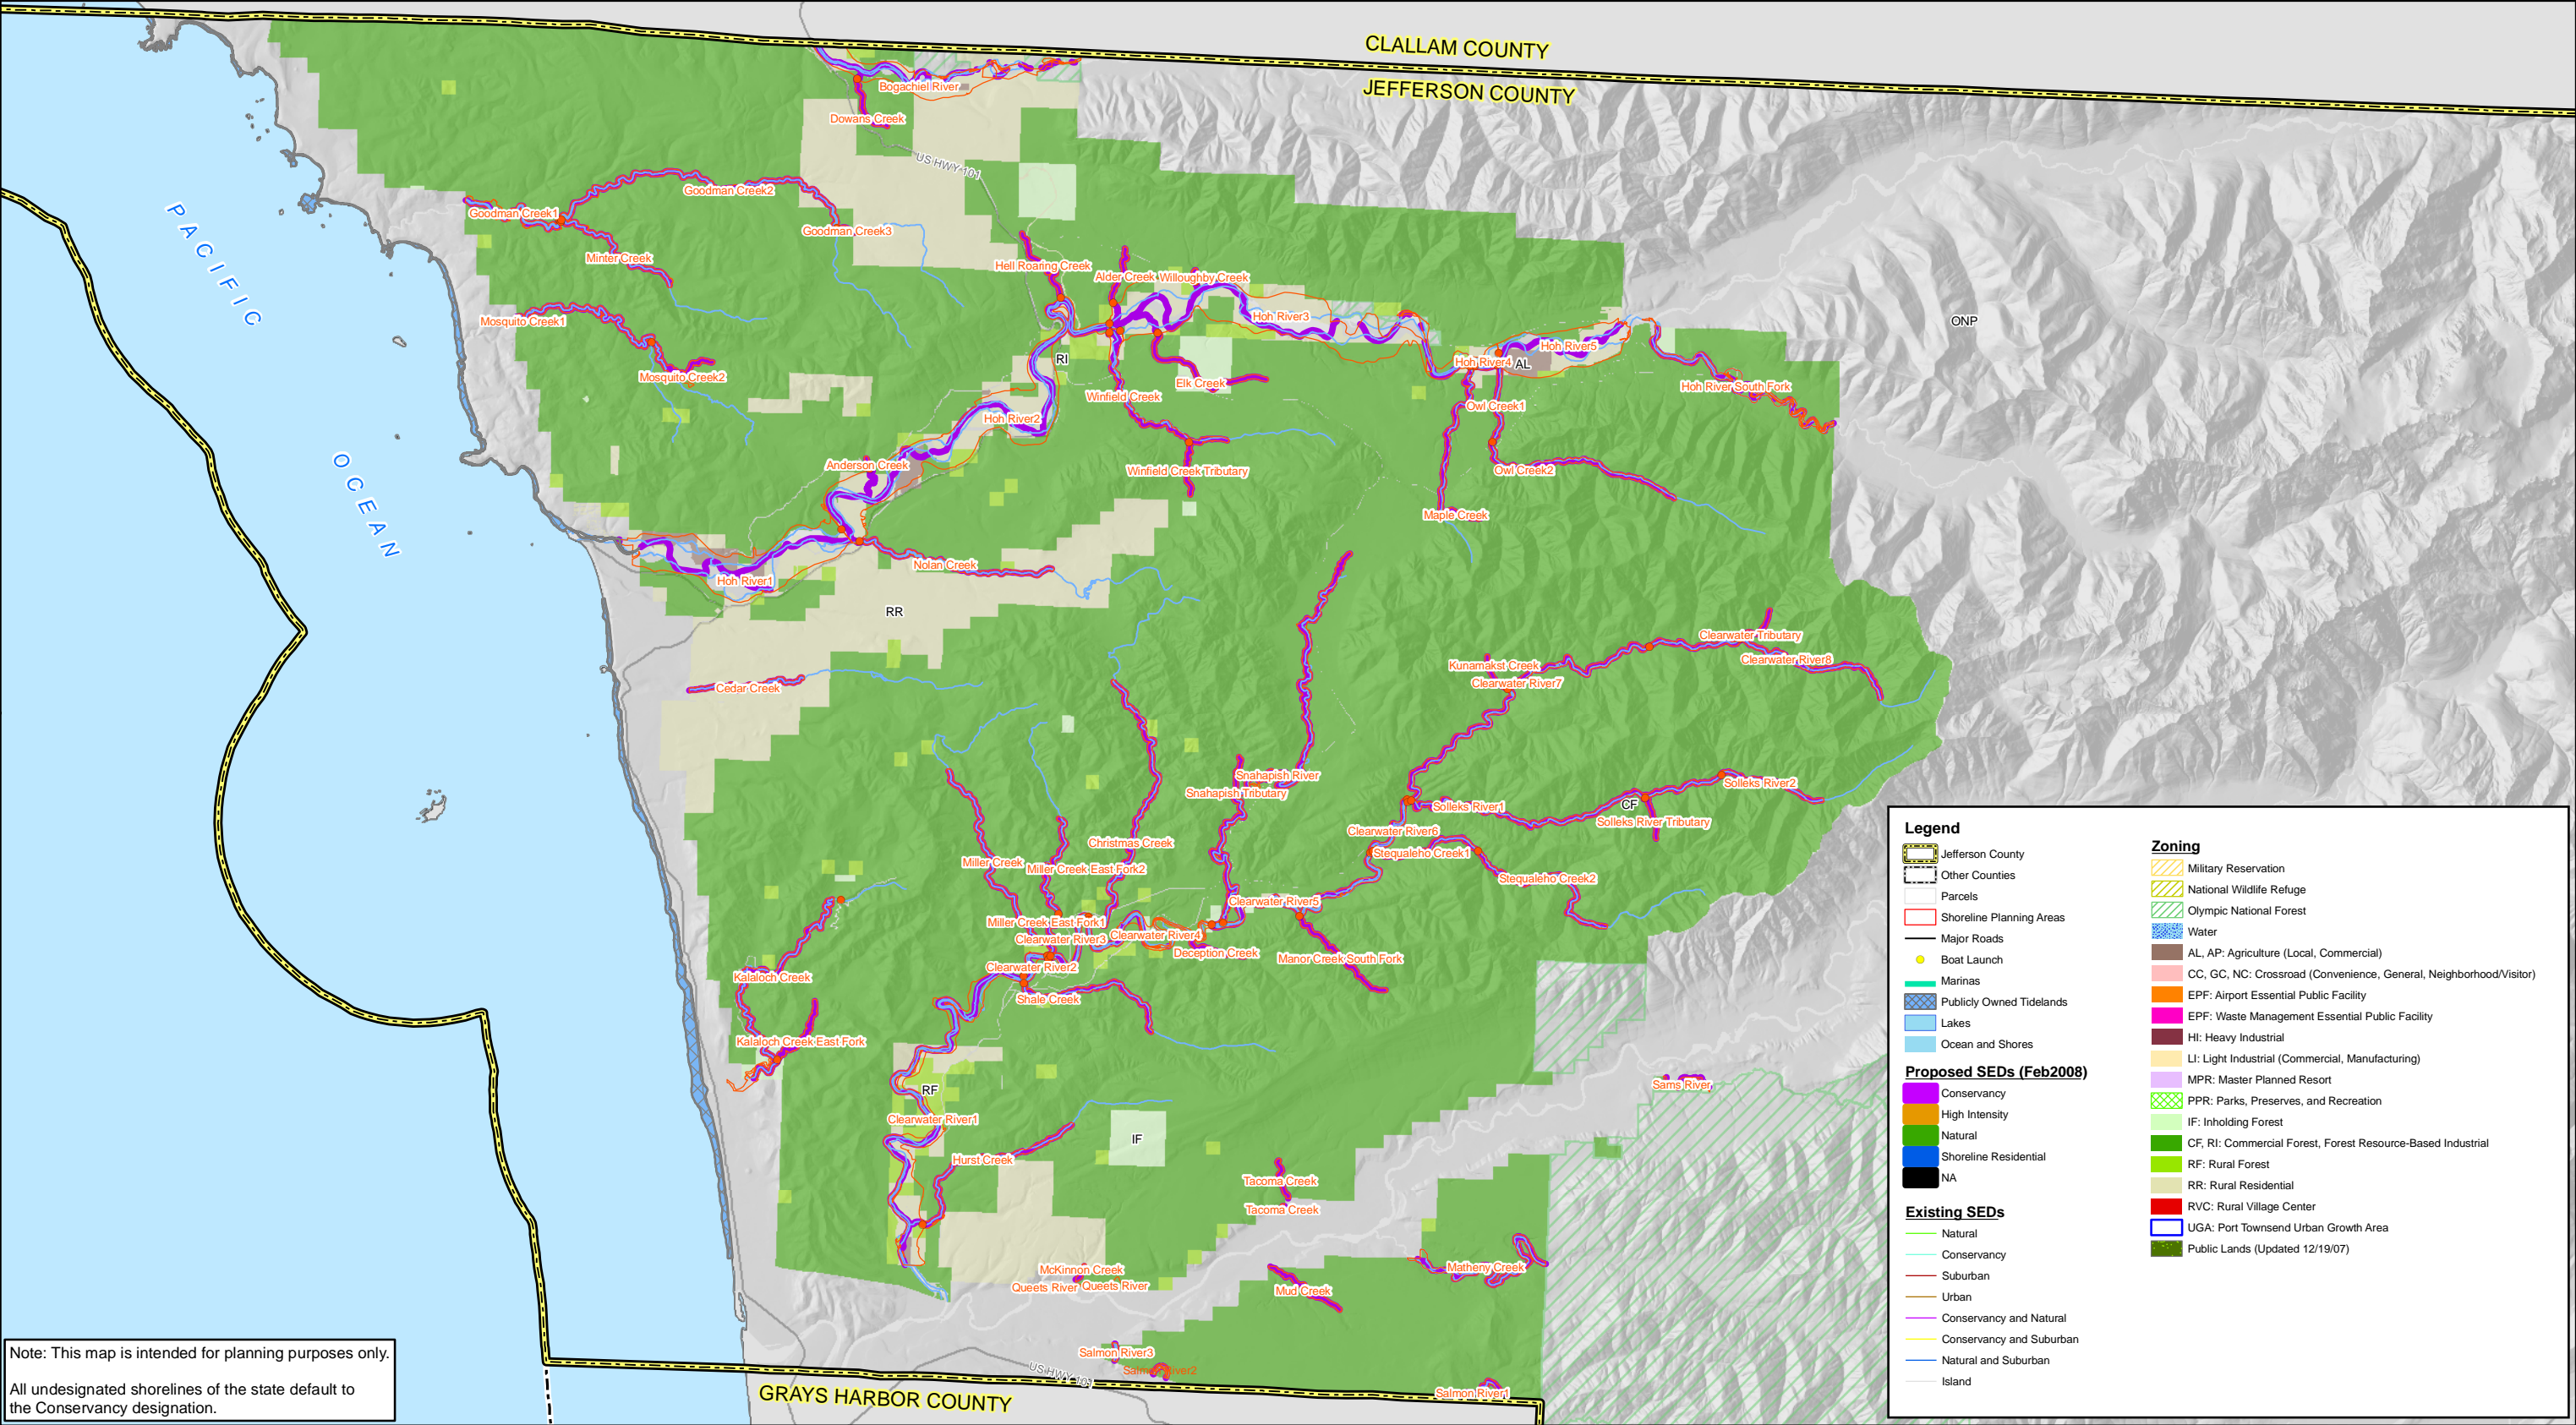 CLALLAM COUNTY
JEFFERSON COUNTY
Bogachiel River
Dowans Creek
US HWY 101
PACIFIC
OCEAN
Goodman Creek2
Goodman Creek1
Goodman Creek3
Minter Creek
Hell Roaring Creek
Alder Creek
Willoughby Creek
Mosquito Creek1
Hoh River3
ONP
Hoh River5
RI
Hoh River4
AL
Mosquito Creek2
Elk Creek
Hoh River South Fork
Winfield Creek
Owl Creek1
Hoh River2
Anderson Creek
Winfield Creek Tributary
Owl Creek2
Maple Creek
Nolan Creek
Hoh River1
RR
Clearwater Tributary
Clearwater River8
Kunamakst Creek
Clearwater River7
Cedar Creek
Snahapish River
Snahapish Tributary
Solleks River2
Solleks River1
CF
Solleks River Tributary
Clearwater River6
Christmas Creek
Stequaleho Creek1
Miller Creek
Miller Creek East Fork2
Stequaleho Creek2
Clearwater River5
Miller Creek East Fork1
Clearwater River4
Clearwater River3
Deception Creek
Manor Creek South Fork
Clearwater River2
Kalaloch Creek
Shale Creek
Kalaloch Creek East Fork
Sams River
RF
Clearwater River1
IF
Hurst Creek
Tacoma Creek
Tacoma Creek
McKinnon Creek
Queets River
Queets River
Matheny Creek
Mud Creek
Salmon River3
Salmon River2
US HWY 101
Salmon River1
GRAYS HARBOR COUNTY
Note: This map is intended for planning purposes only.
All undesignated shorelines of the state default to
the Conservancy designation.
Legend
Jefferson County
Other Counties
Parcels
Shoreline Planning Areas
Major Roads
Boat Launch
Marinas
Publicly Owned Tidelands
Lakes
Ocean and Shores
Proposed SEDs (Feb2008)
Conservancy
High Intensity
Natural
Shoreline Residential
NA
Existing SEDs
Natural
Conservancy
Suburban
Urban
Conservancy and Natural
Conservancy and Suburban
Natural and Suburban
Island
Zoning
Military Reservation
National Wildlife Refuge
Olympic National Forest
Water
AL, AP: Agriculture (Local, Commercial)
CC, GC, NC: Crossroad (Convenience, General, Neighborhood/Visitor)
EPF: Airport Essential Public Facility
EPF: Waste Management Essential Public Facility
HI: Heavy Industrial
LI: Light Industrial (Commercial, Manufacturing)
MPR: Master Planned Resort
PPR: Parks, Preserves, and Recreation
IF: Inholding Forest
CF, RI: Commercial Forest, Forest Resource-Based Industrial
RF: Rural Forest
RR: Rural Residential
RVC: Rural Village Center
UGA: Port Townsend Urban Growth Area
Public Lands (Updated 12/19/07)